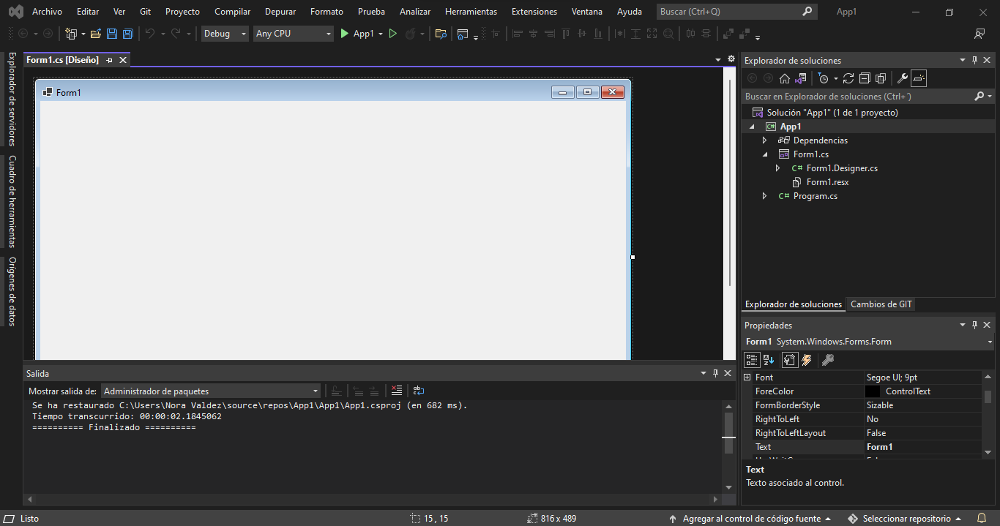 Archivo Editar Ver Git Proyecto Compilar Depurar Formato Prueba Analizar Herramientas Extensiones Ventana Ayuda Buscar (Ctrl+Q) App1
Debug Any CPU App1
Explorador de servidores
Cuadro de herramientas
Orígenes de datos
Form1.cs [Diseño]
Form1
Salida
Mostrar salida de: Administrador de paquetes
Se ha restaurado C:\Users\Nora Valdez\source\repos\App1\App1\App1.csproj (en 682 ms).
Tiempo transcurrido: 00:00:02.1845062
========== Finalizado ==========
Explorador de soluciones
Buscar en Explorador de soluciones (Ctrl+´)
Solución "App1" (1 de 1 proyecto)
App1
Dependencias
Form1.cs
C# Form1.Designer.cs
Form1.resx
C# Program.cs
Explorador de soluciones Cambios de GIT
Propiedades
Form1 System.Windows.Forms.Form
Font Segoe UI; 9pt
ForeColor ControlText
FormBorderStyle Sizable
RightToLeft No
RightToLeftLayout False
Text Form1
Text
Texto asociado al control.
Listo 15 , 15 816 x 489 Agregar al control de código fuente Seleccionar repositorio